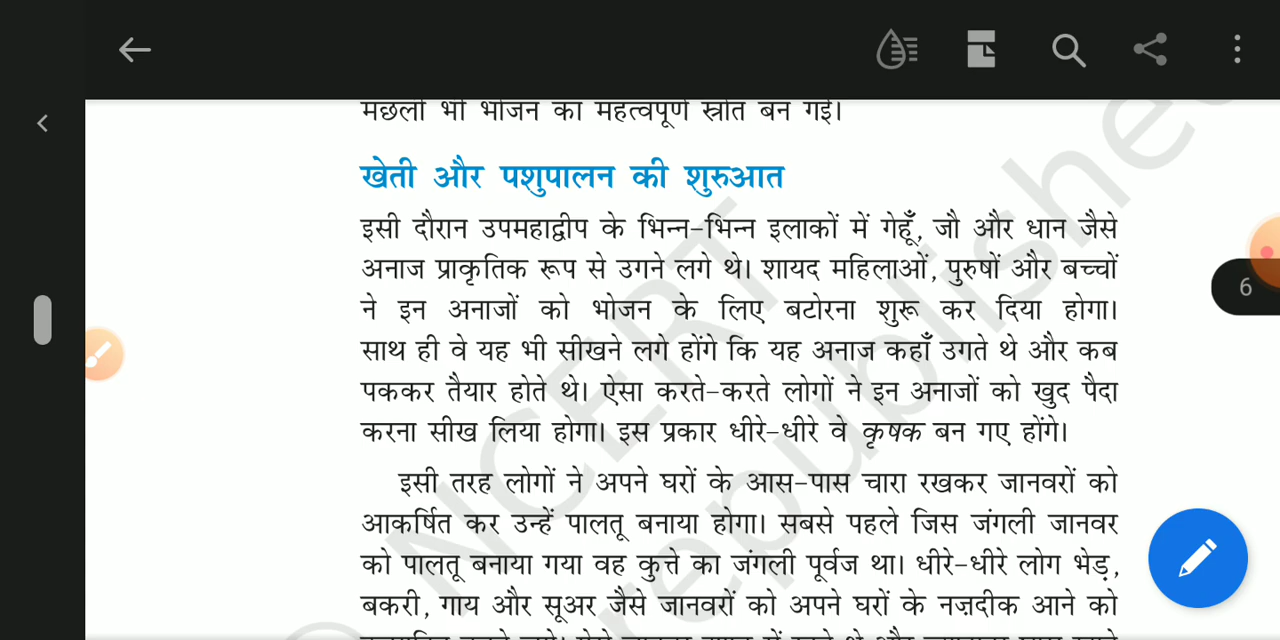 मछली भी भोजन का महत्वपूर्ण स्रोत बन गई।
खेती और पशुपालन की शुरुआत
इसी दौरान उपमहाद्वीप के भिन्न-भिन्न इलाकों में गेहूँ, जौ और धान जैसे
अनाज प्राकृतिक रूप से उगने लगे थे। शायद महिलाओं, पुरुषों और बच्चों
ने इन अनाजों को भोजन के लिए बटोरना शुरू कर दिया होगा।
साथ ही वे यह भी सीखने लगे होंगे कि यह अनाज कहाँ उगते थे और कब
पककर तैयार होते थे। ऐसा करते-करते लोगों ने इन अनाजों को खुद पैदा
करना सीख लिया होगा। इस प्रकार धीरे-धीरे वे कृषक बन गए होंगे।
इसी तरह लोगों ने अपने घरों के आस-पास चारा रखकर जानवरों को
आकर्षित कर उन्हें पालतू बनाया होगा। सबसे पहले जिस जंगली जानवर
को पालतू बनाया गया वह कुत्ते का जंगली पूर्वज था। धीरे-धीरे लोग भेड़,
बकरी, गाय और सूअर जैसे जानवरों को अपने घरों के नज़दीक आने को
6
NCERT
republished